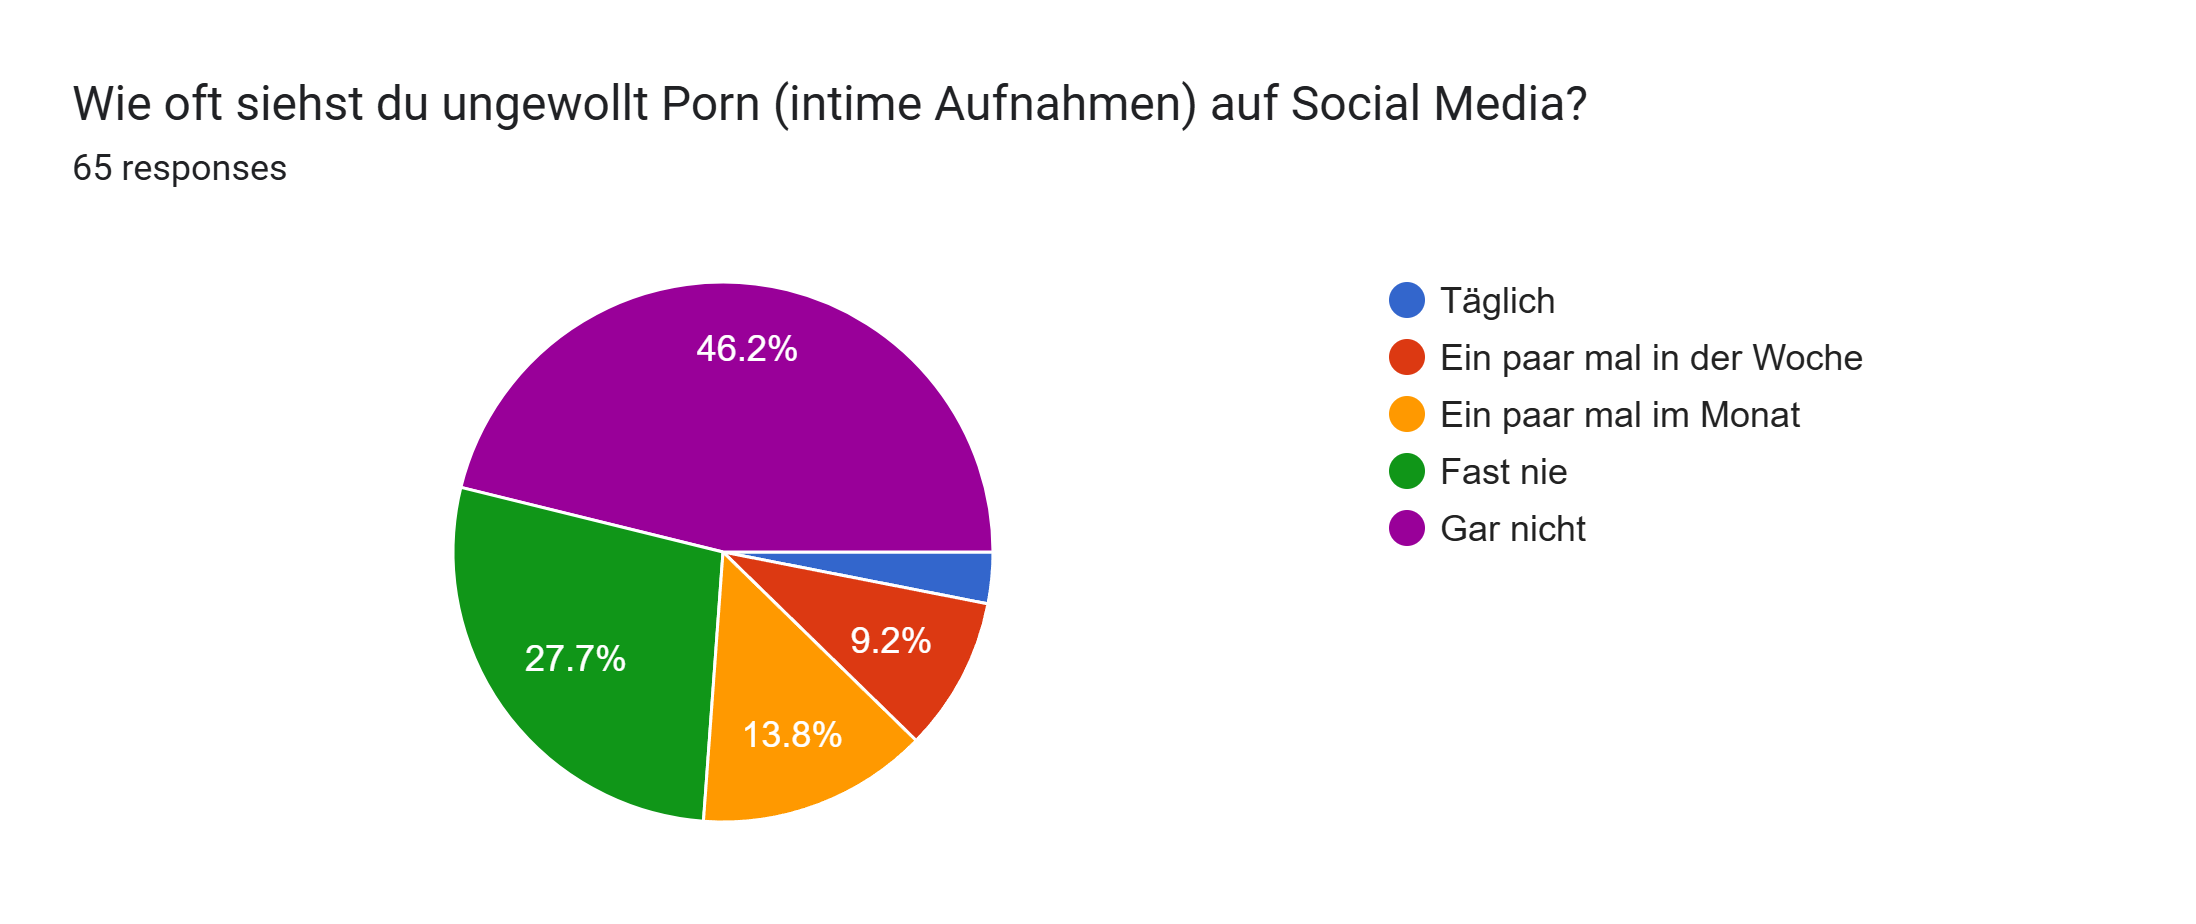 Wie oft siehst du ungewollt Porn (intime Aufnahmen) auf Social Media?
65 responses
46.2%
27.7%
13.8%
9.2%
Täglich
Ein paar mal in der Woche
Ein paar mal im Monat
Fast nie
Gar nicht